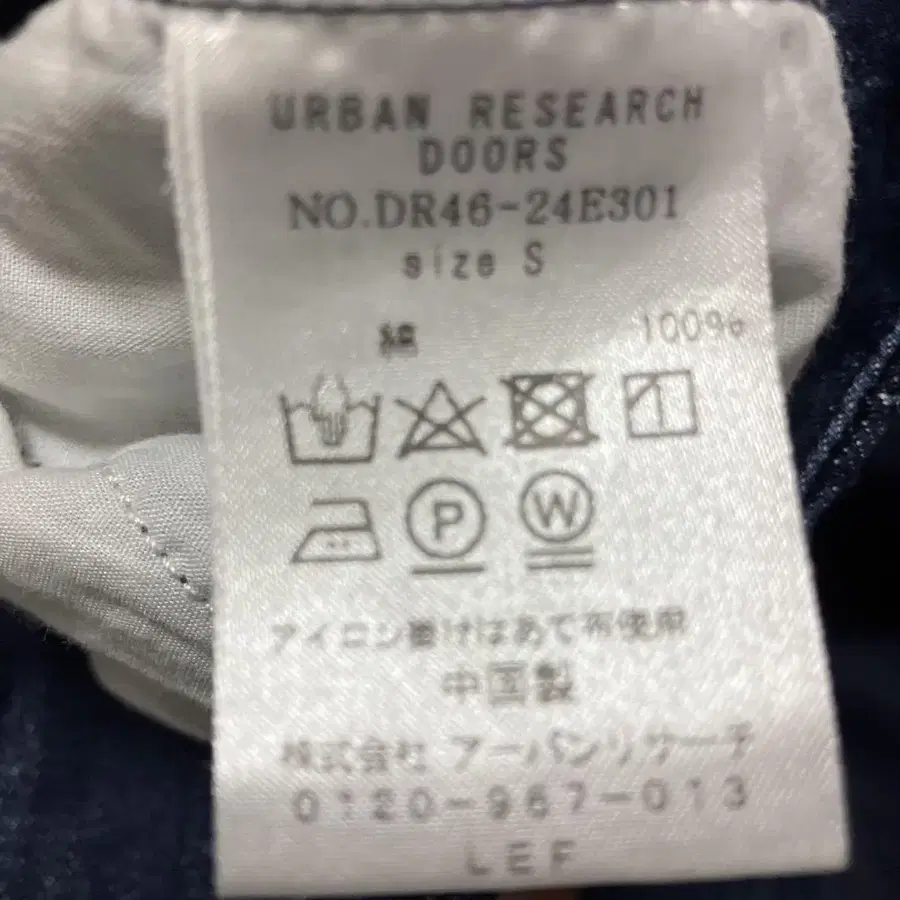 URBAN RESEARCH
DOORS
NO.DR46-24E301
size S
綿 100%
P W
アイロン掛けはあて布使用
中国製
株式会社 アーバンリサーチ
0120-967-013
LEF